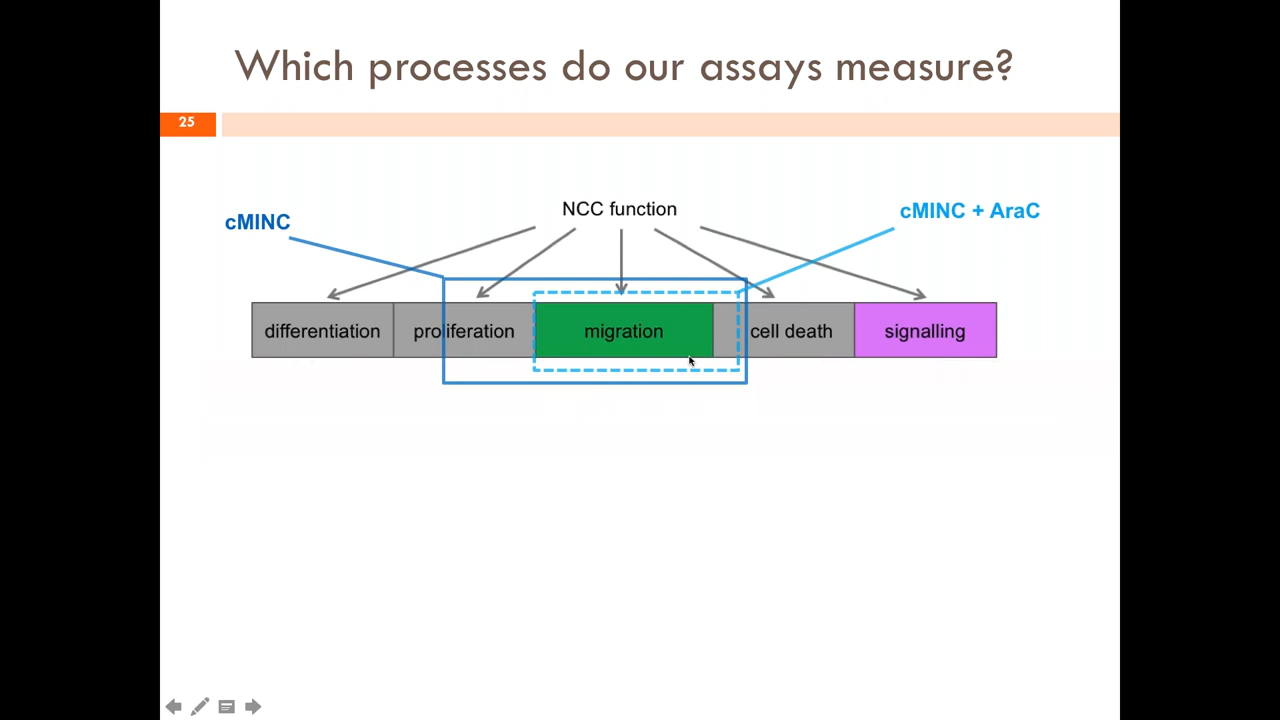 Which processes do our assays measure?
25
NCC function
cMINC + AraC
cMINC
differentiation
proliferation
migration
cell death
signalling